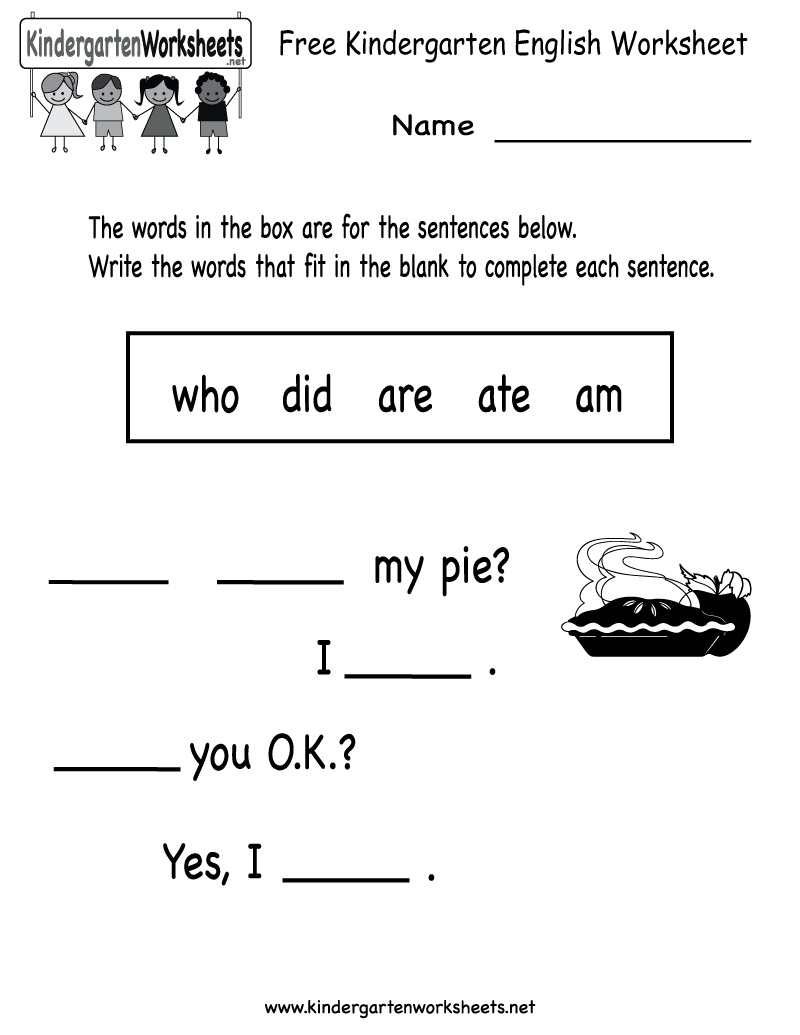 KindergartenWorksheets
.net
Free Kindergarten English Worksheet
Name
The words in the box are for the sentences below.
Write the words that fit in the blank to complete each sentence.
who did are ate am
my pie?
I .
you O.K.?
Yes, I .
www.kindergartenworksheets.net